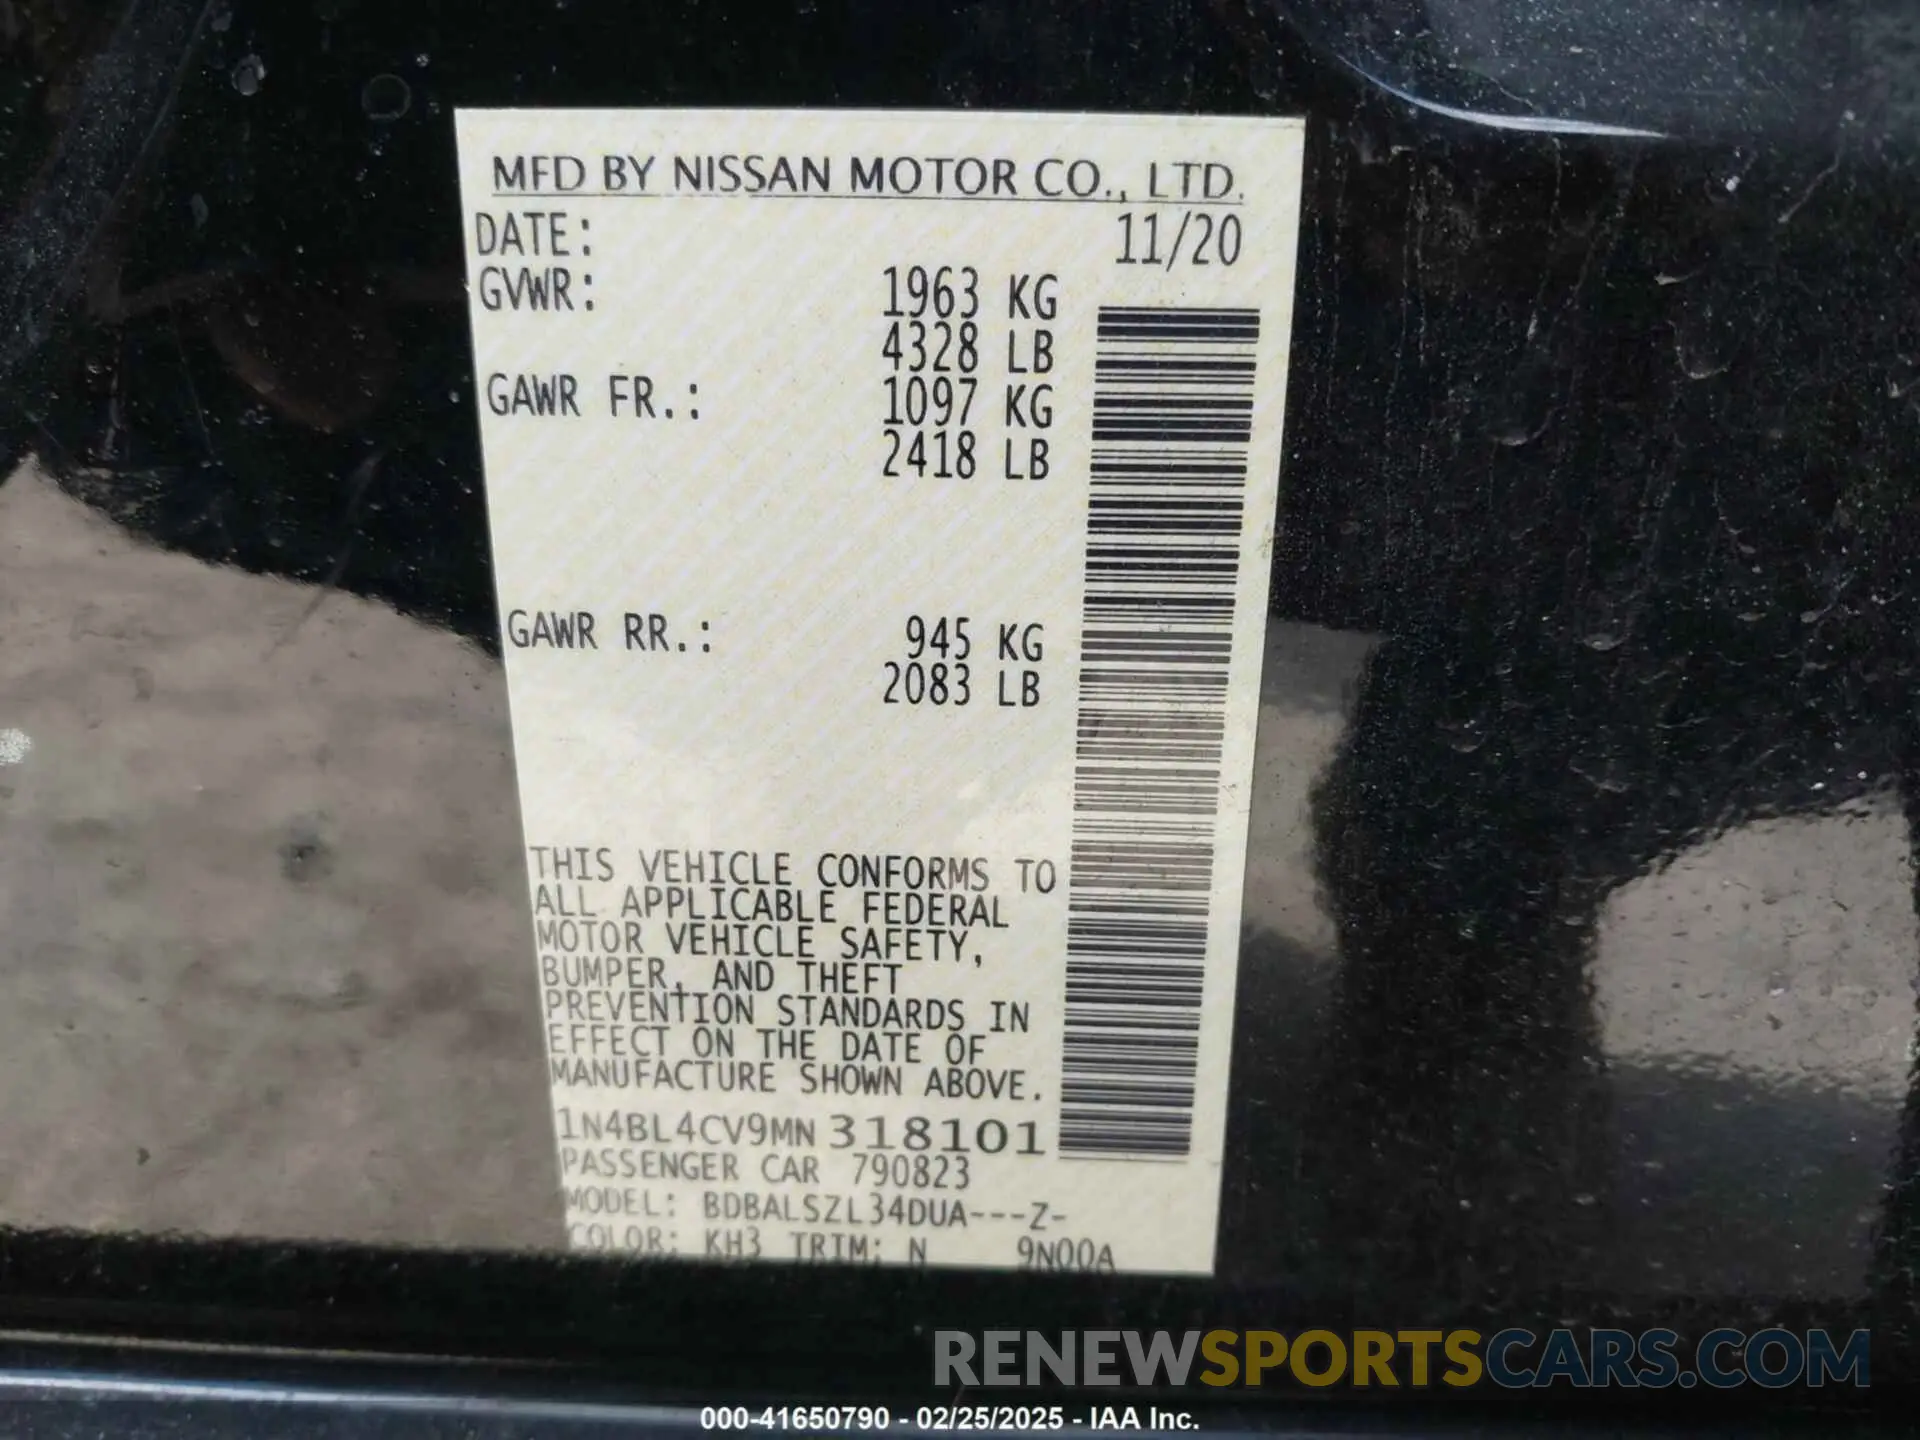 MFD BY NISSAN MOTOR CO., LTD.
DATE: 11/20
GVWR: 1963 KG
4328 LB
GAWR FR.: 1097 KG
2418 LB
GAWR RR.: 945 KG
2083 LB
THIS VEHICLE CONFORMS TO
ALL APPLICABLE FEDERAL
MOTOR VEHICLE SAFETY,
BUMPER, AND THEFT
PREVENTION STANDARDS IN
EFFECT ON THE DATE OF
MANUFACTURE SHOWN ABOVE.
1N4BL4CV9MN 318101
PASSENGER CAR 790823
MODEL: BDBALSZL34DUA---Z-
COLOR: KH3 TRIM: N 9N00A
RENEWSPORTSCARS.COM
000-41650790 - 02/25/2025 - IAA Inc.